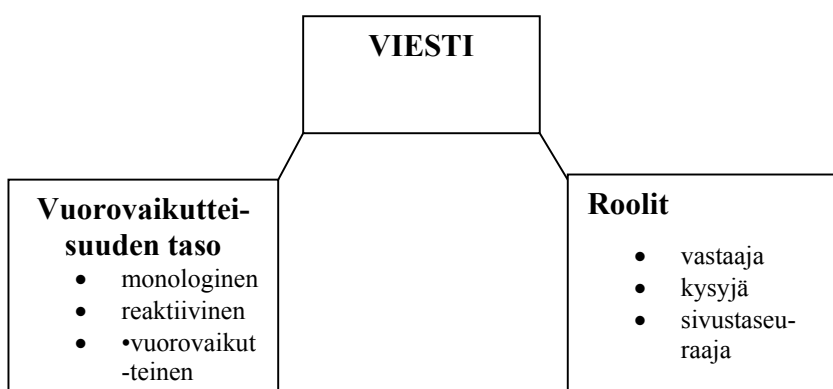 VIESTI
Vuorovaikuttei-
suuden taso
• monologinen
• reaktiivinen
• •vuorovaikut
-teinen
Roolit
• vastaaja
• kysyjä
• sivustaseu-
raaja